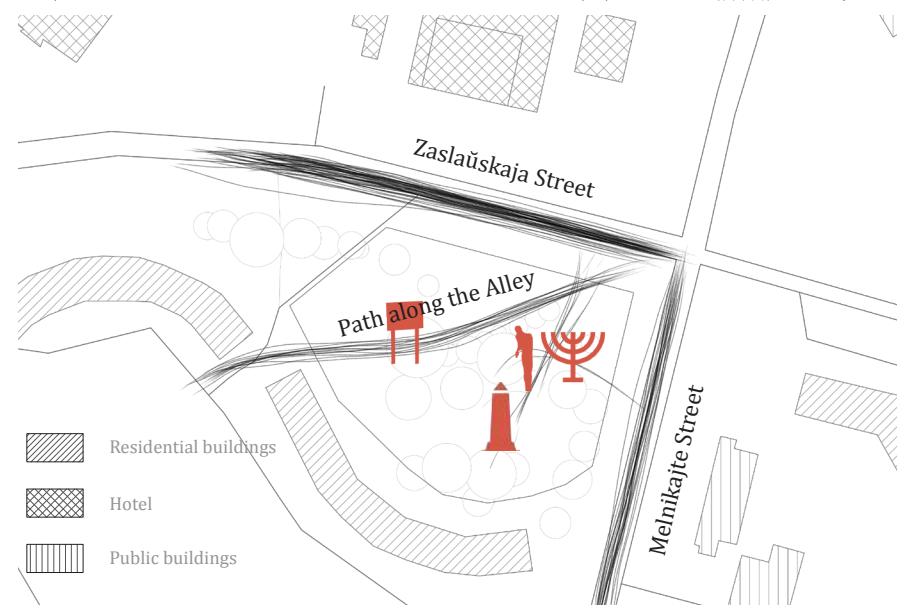 Zaslaŭskaja Street
Path along the Alley
Melnikajte Street
Residential buildings
Hotel
Public buildings